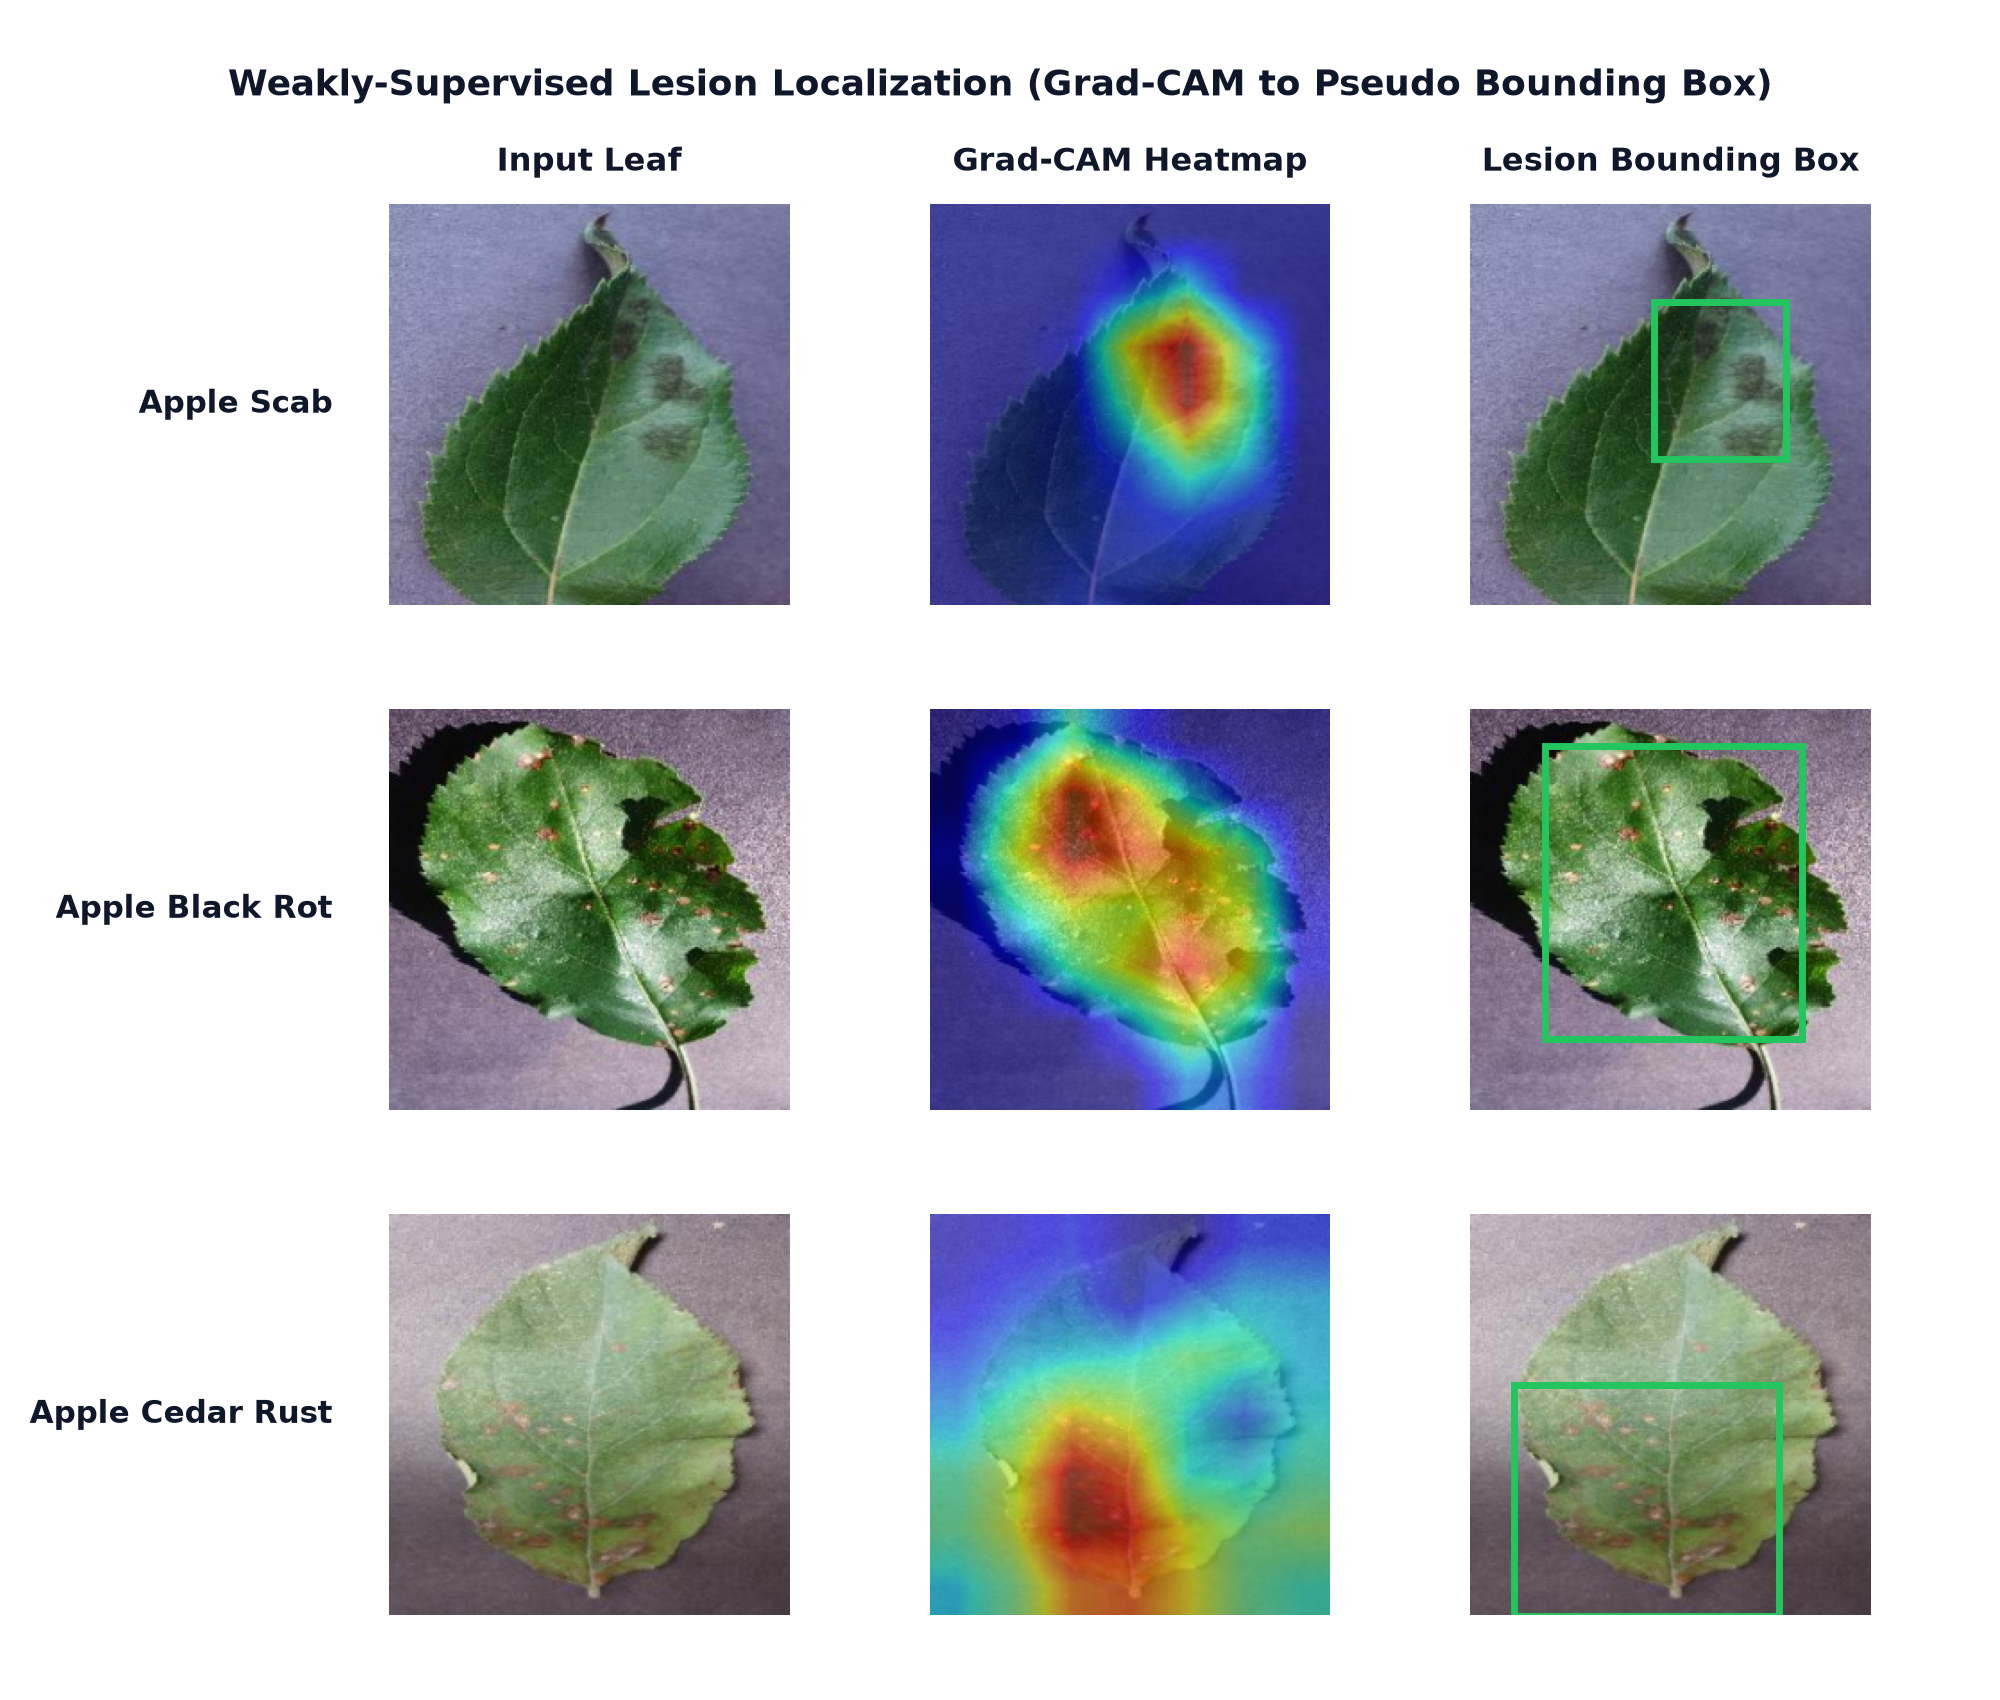 Weakly-Supervised Lesion Localization (Grad-CAM to Pseudo Bounding Box)
Input Leaf
Grad-CAM Heatmap
Lesion Bounding Box
Apple Scab
Apple Black Rot
Apple Cedar Rust